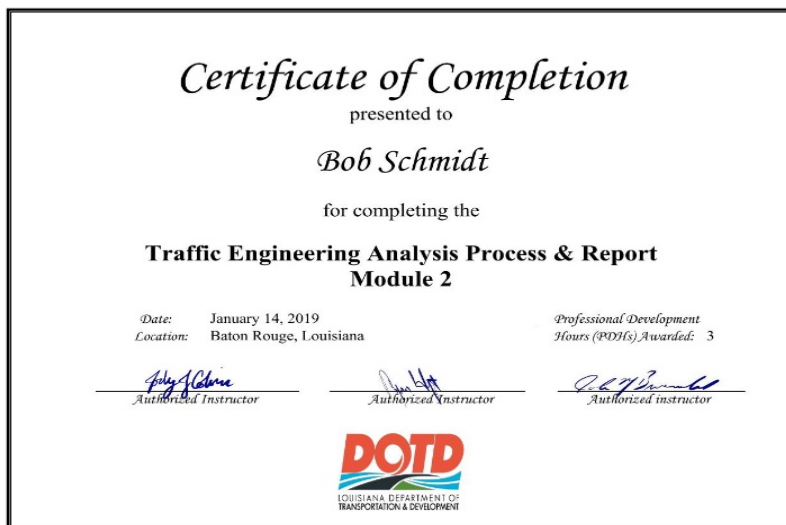 Certificate of Completion
presented to
Bob Schmidt
for completing the
Traffic Engineering Analysis Process & Report
Module 2
Date: January 14, 2019
Location: Baton Rouge, Louisiana
Professional Development
Hours (PDHs) Awarded: 3
Authorized Instructor
Authorized Instructor
Authorized instructor
DOTD
LOUISIANA DEPARTMENT OF
TRANSPORTATION & DEVELOPMENT